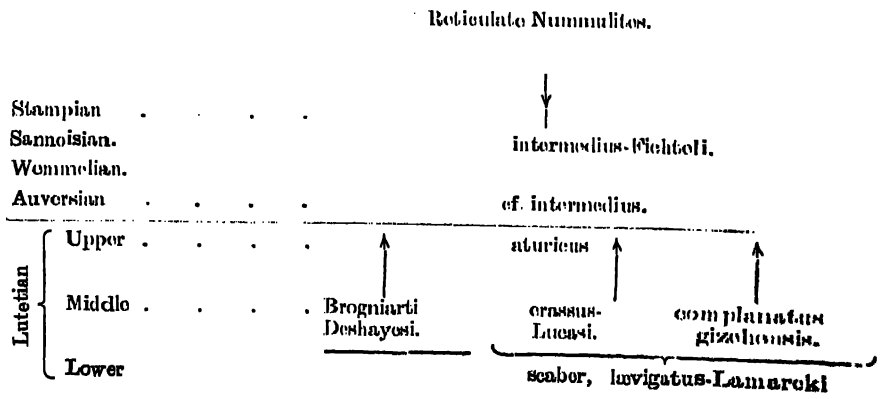 Reticulate Nummulites.
Stampian . . . .
Sannoisian. intermedius-Fichteli.
Wemmelian.
Auversian . . . . cf. intermedius.
Lutetian
Upper . . . . aturicus
Middle . . . . Brogniarti Deshayesi. crassus-Lucasi. complanatus gizehensis.
Lower
scaber, lævigatus-Lamarcki